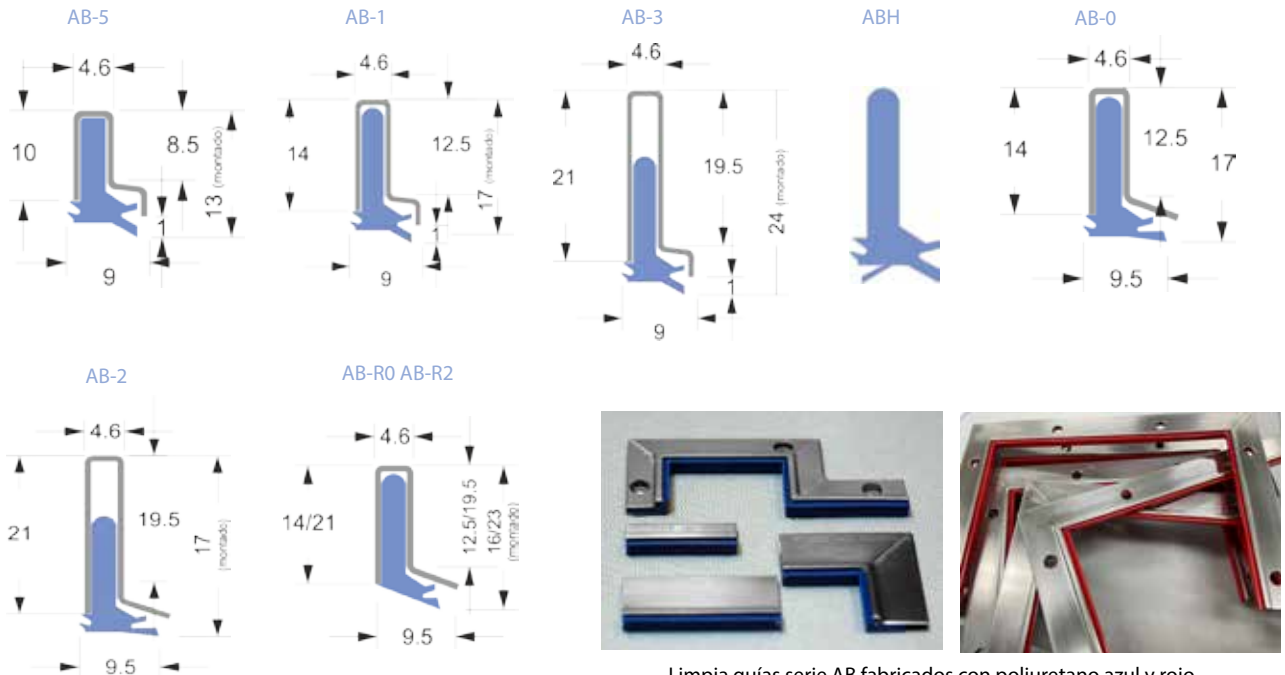 AB-5
4.6
10
8.5
13 (montado)
1
9
AB-1
4.6
14
12.5
17 (montado)
1
9
AB-3
4.6
21
19.5
24 (montado)
1
9
ABH
AB-0
4.6
14
12.5
17
9.5
AB-2
4.6
21
19.5
17 (montado)
9.5
AB-R0 AB-R2
4.6
14/21
12.5/19.5
16/23 (montado)
9.5
Limpia guías serie AB fabricados con poliuretano azul y rojo